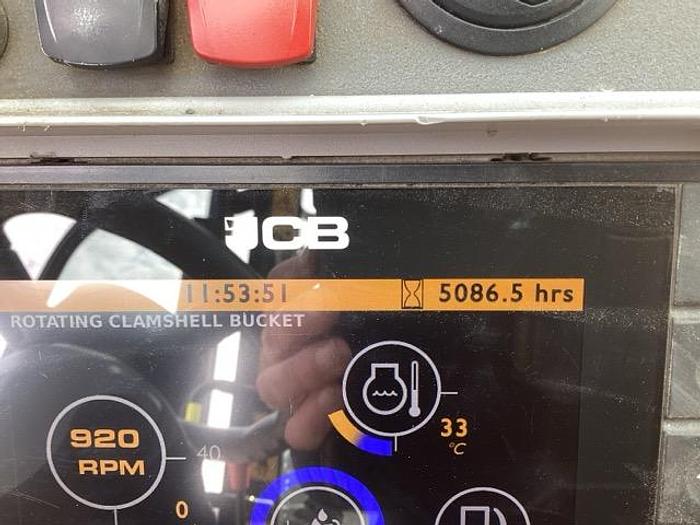 JCB
11:53:51 5086.5 hrs
ROTATING CLAMSHELL BUCKET
920
RPM
40
33
°C
0